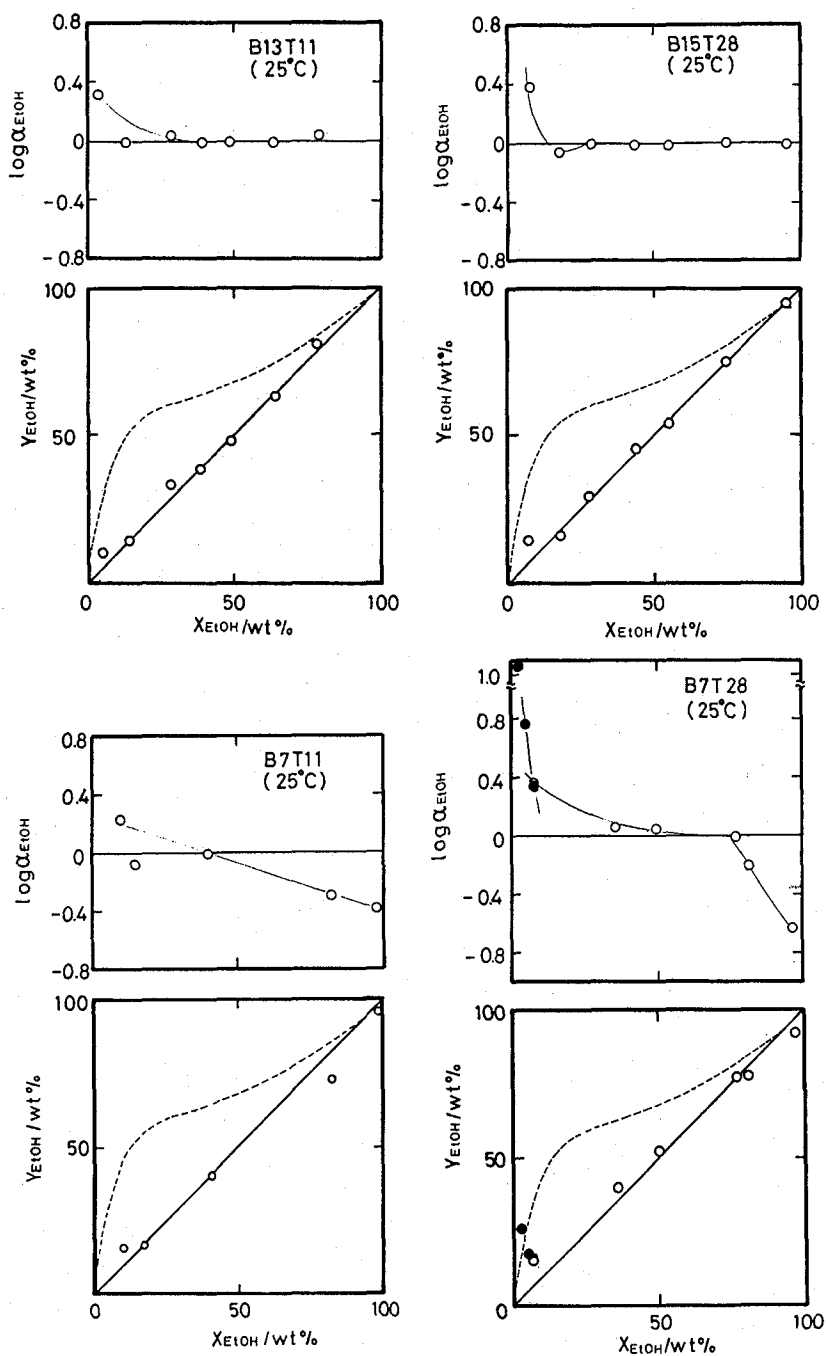 0.8
0.4
0
-0.4
-0.8
log αEtOH
B13T11
(25°C)
0.8
0.4
0
-0.4
-0.8
log αEtOH
B15T28
(25°C)
100
50
YEtOH/wt%
0 50 100
XEtOH/wt%
100
50
YEtOH/wt%
0 50 100
XEtOH/wt%
0.8
0.4
0
-0.4
-0.8
log αEtOH
B7T11
(25°C)
1.0
0.8
0.4
0
-0.4
-0.8
log αEtOH
B7T28
(25°C)
100
50
YEtOH/wt%
0 50 100
XEtOH/wt%
100
50
0
YEtOH/wt%
0 50 100
XEtOH/wt%